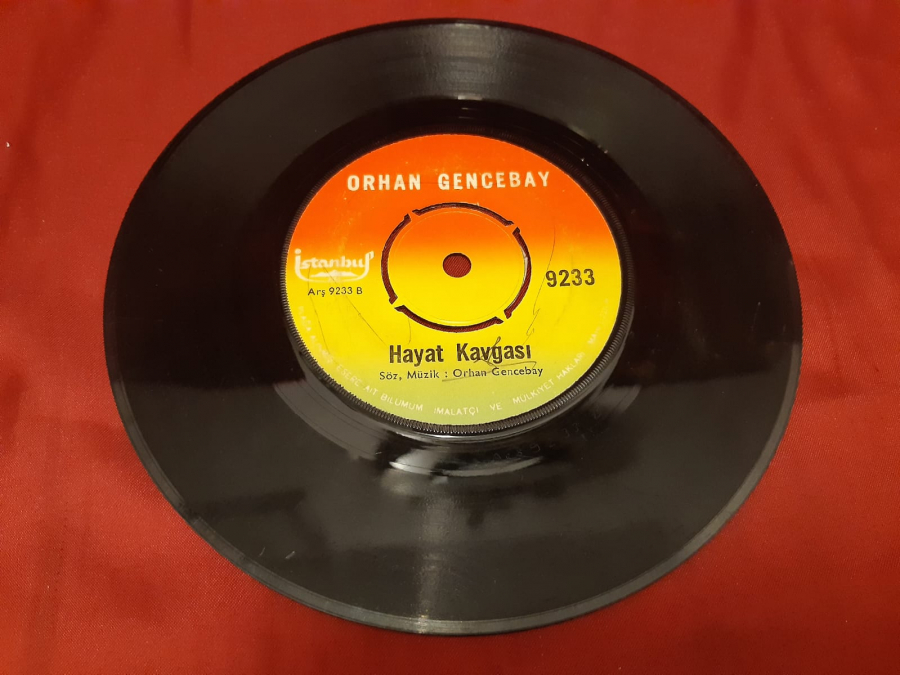 ORHAN GENCEBAY
istanbul
Arş 9233 B
9233
Hayat Kavgası
Söz, Müzik : Orhan Gencebay
AİT BİLUMUM İMALATÇI VE MÜLKİYET HAKLARI